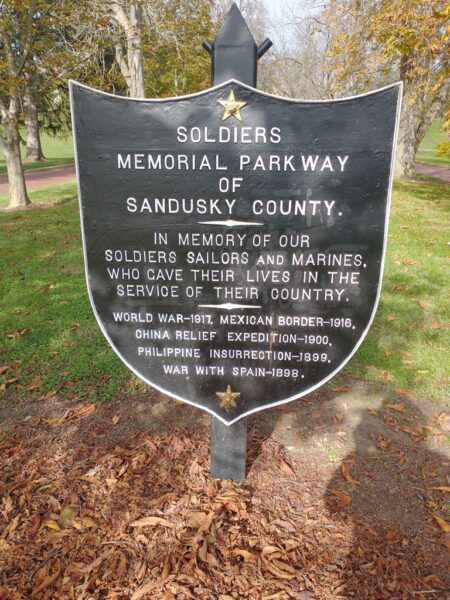 SOLDIERS
MEMORIAL PARKWAY
OF
SANDUSKY COUNTY.
IN MEMORY OF OUR
SOLDIERS SAILORS AND MARINES,
WHO GAVE THEIR LIVES IN THE
SERVICE OF THEIR COUNTRY.
WORLD WAR-1917, MEXICAN BORDER-1916,
CHINA RELIEF EXPEDITION-1900,
PHILIPPINE INSURRECTION-1899,
WAR WITH SPAIN-1898.